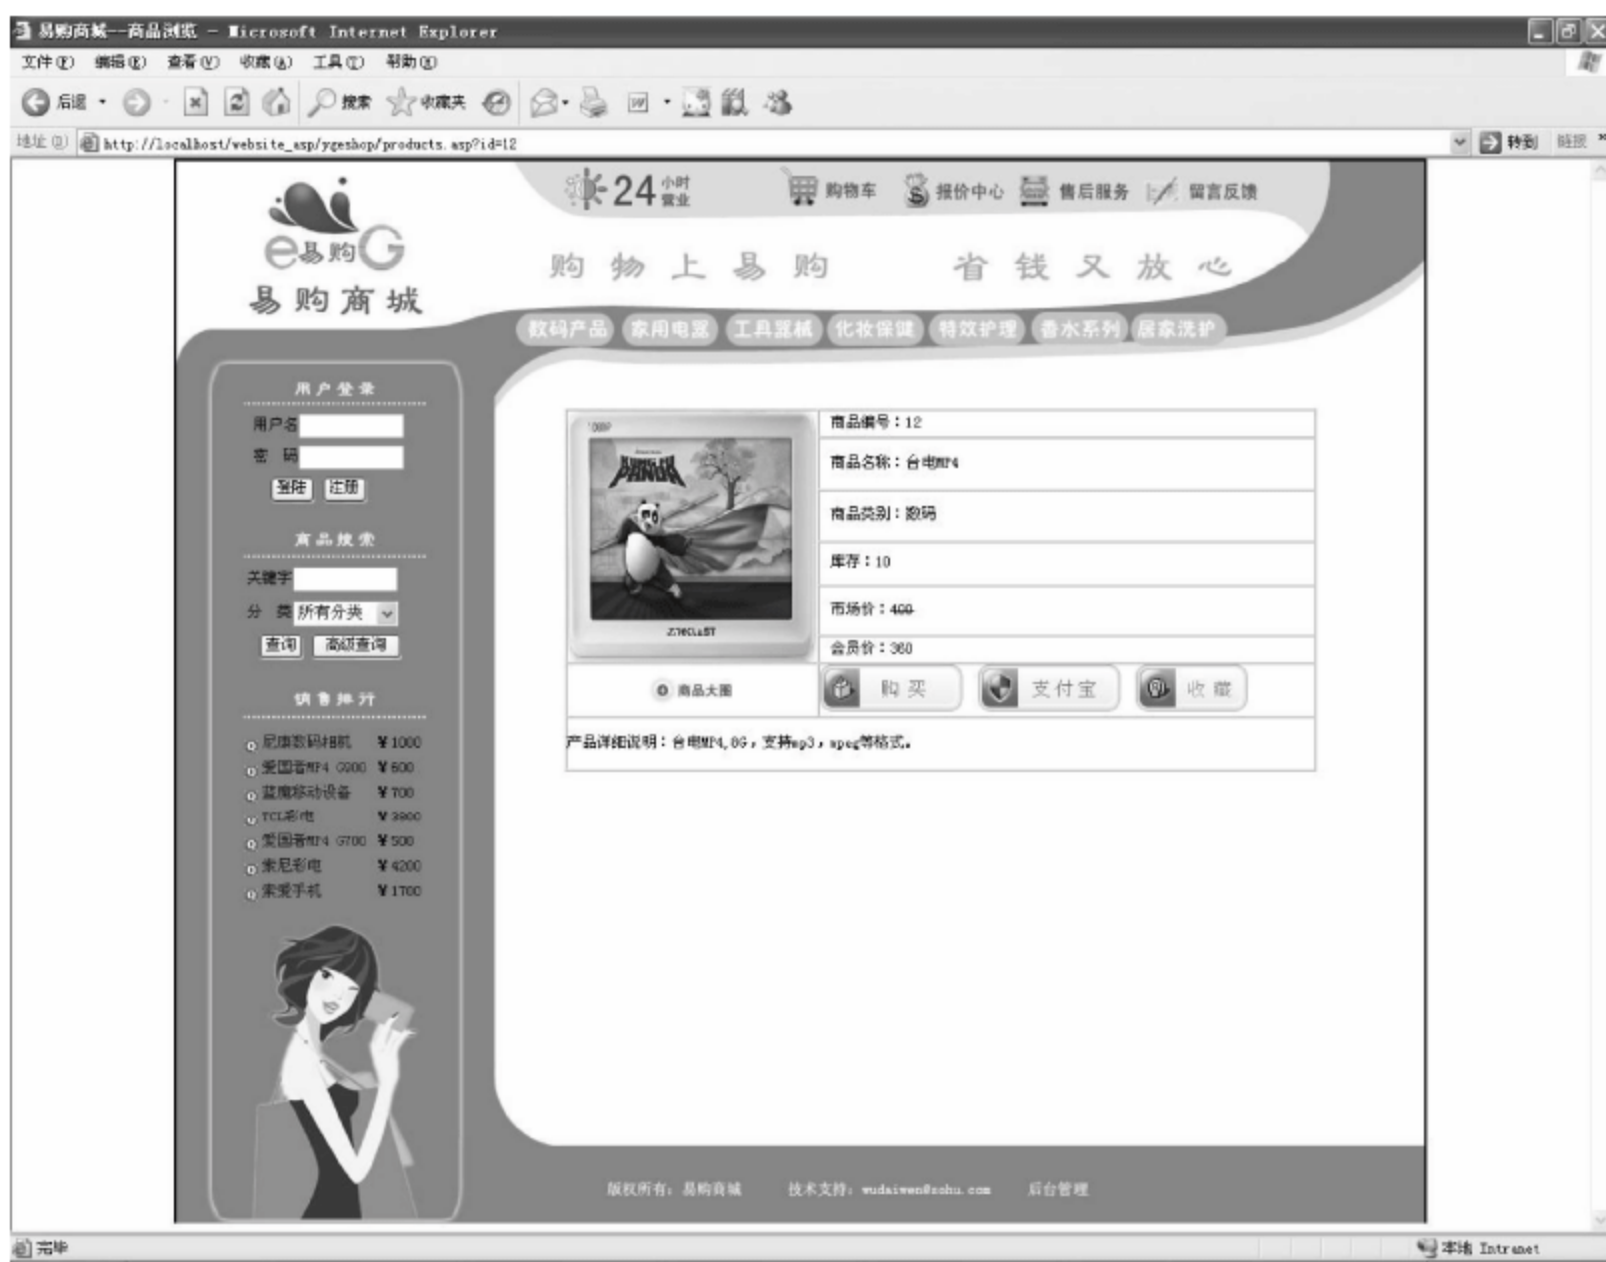 易购商城--商品浏览 - Microsoft Internet Explorer
文件(F) 编辑(E) 查看(V) 收藏(A) 工具(T) 帮助(H)
后退 搜索 收藏夹
地址(D) http://localhost/website_asp/ygeshop/products.asp?id=12 转到 链接 »
24 小时营业 购物车 报价中心 售后服务 留言反馈
e易购G
易购商城
购物上易购 省钱又放心
数码产品 家用电器 工具器械 化妆保健 特效护理 香水系列 居家洗护
用户登录
用户名
密 码
登陆 注册
商品搜索
关键字
分 类 所有分类
查询 高级查询
销售排行
尼康数码相机 ¥1000
爱国者MP4 G900 ¥600
蓝魔移动设备 ¥700
TCL彩电 ¥3800
爱国者MP4 G700 ¥500
索尼彩电 ¥4200
索爱手机 ¥1700
KUNG FU PANDA
TECLAST
商品编号：12
商品名称：台电MP4
商品类别：数码
库存：10
市场价：400
会员价：360
商品大图 购买 支付宝 收藏
产品详细说明：台电MP4,8G，支持mp3，mpeg等格式。
版权所有：易购商城 技术支持：wudaiwen@sohu.com 后台管理
完毕 本地 Intranet